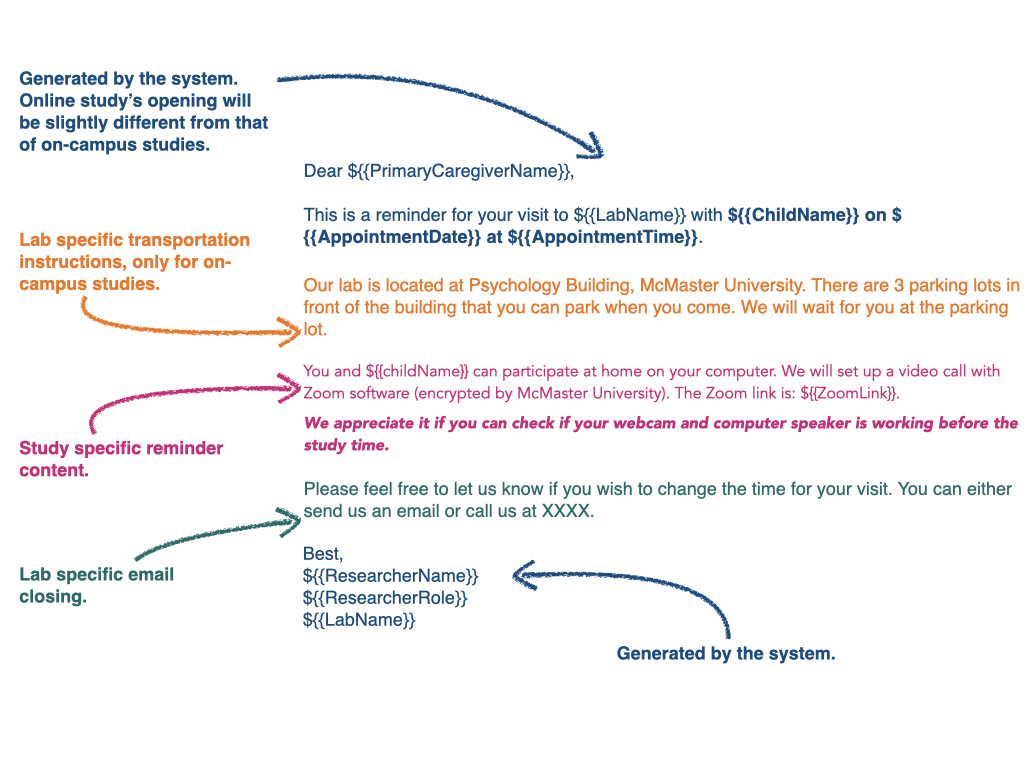 Generated by the system.
Online study's opening will
be slightly different from that
of on-campus studies.
Dear ${{PrimaryCaregiverName}},
This is a reminder for your visit to ${{LabName}} with ${{ChildName}} on $
{{AppointmentDate}} at ${{AppointmentTime}}.
Lab specific transportation
instructions, only for on-
campus studies.
Our lab is located at Psychology Building, McMaster University. There are 3 parking lots in
front of the building that you can park when you come. We will wait for you at the parking
lot.
You and ${{childName}} can participate at home on your computer. We will set up a video call with
Zoom software (encrypted by McMaster University). The Zoom link is: ${{ZoomLink}}.
We appreciate it if you can check if your webcam and computer speaker is working before the
study time.
Study specific reminder
content.
Please feel free to let us know if you wish to change the time for your visit. You can either
send us an email or call us at XXXX.
Lab specific email
closing.
Best,
${{ResearcherName}}
${{ResearcherRole}}
${{LabName}}
Generated by the system.